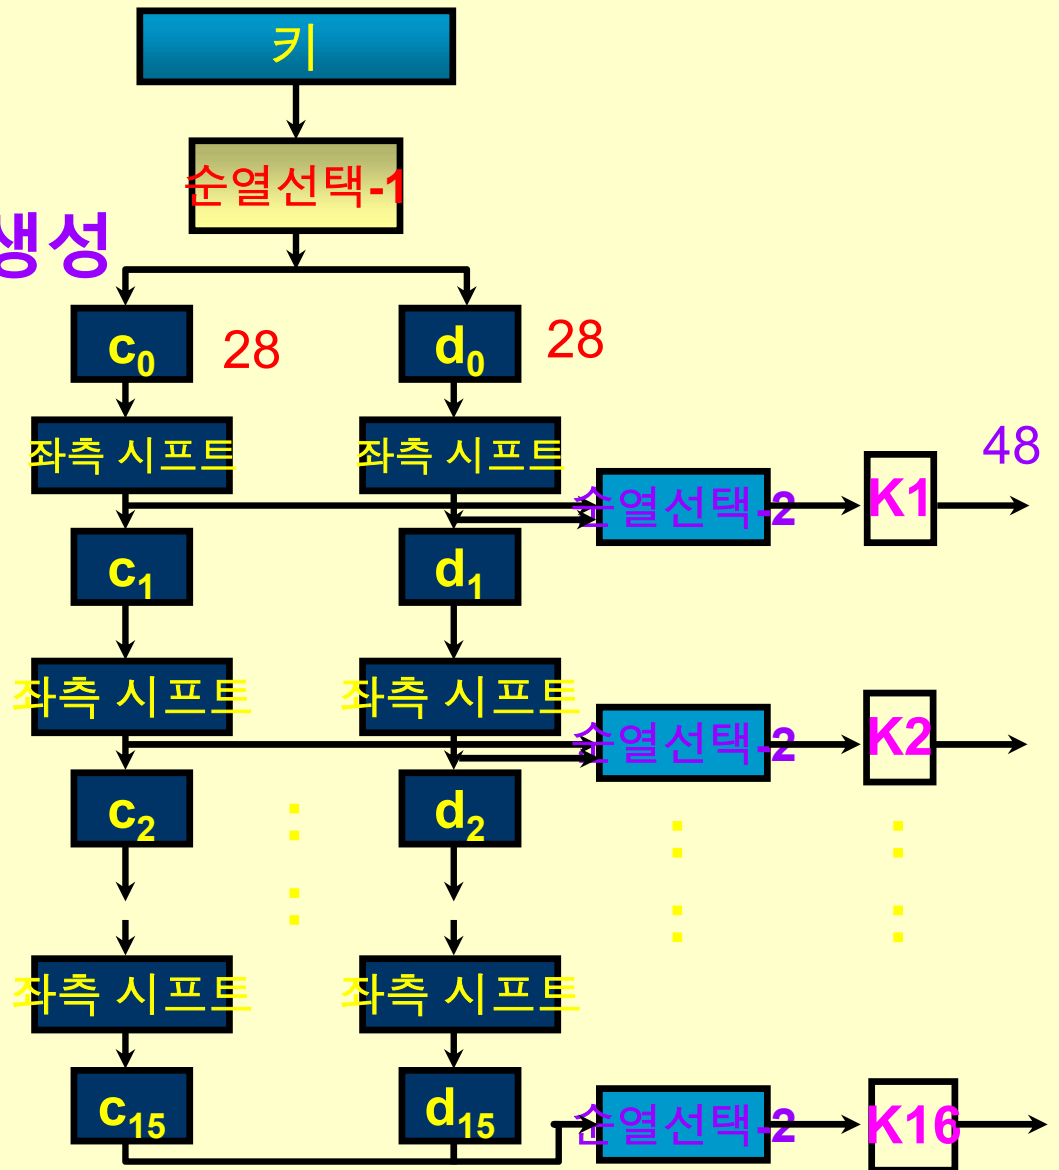 키
순열선택-1
생성
c0 28 d0 28
좌측 시프트 좌측 시프트 48
순열선택-2 K1
c1 d1
좌측 시프트 좌측 시프트
순열선택-2 K2
c2 d2
좌측 시프트 좌측 시프트
c15 d15 순열선택-2 K16